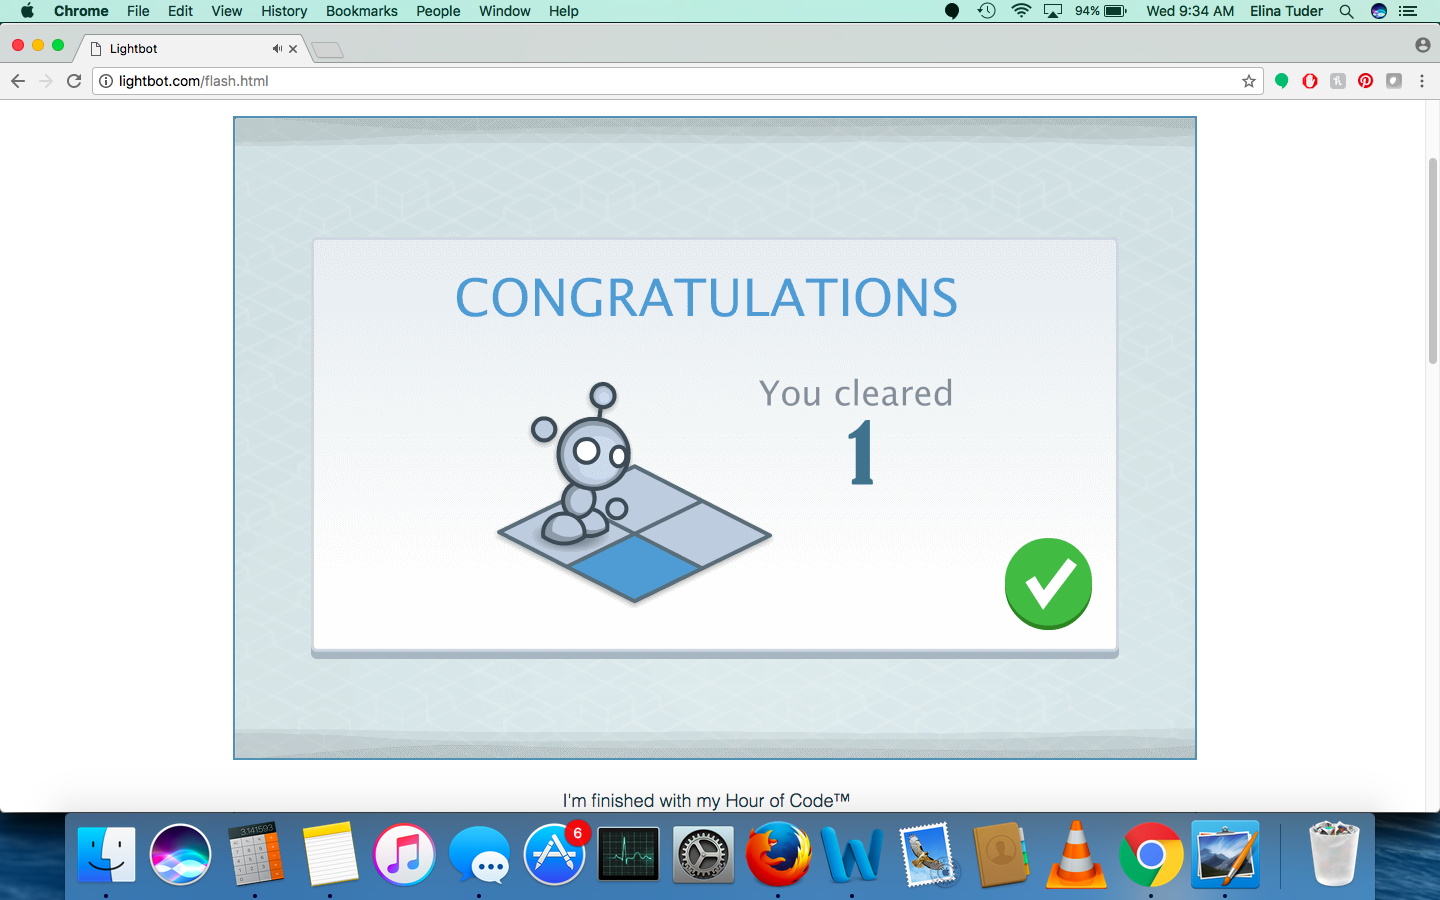 Chrome File Edit View History Bookmarks People Window Help 94% Wed 9:34 AM Elina Tuder
Lightbot
lightbot.com/flash.html
CONGRATULATIONS
You cleared
1
I'm finished with my Hour of Code™
3.141593
6